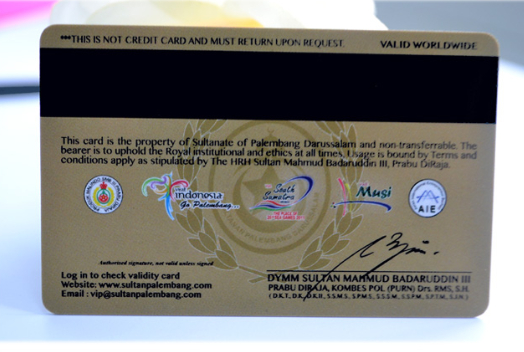 ***THIS IS NOT CREDIT CARD AND MUST RETURN UPON REQUEST. VALID WORLDWIDE
This card is the property of Sultanate of Palembang Darussalam and non-transferrable. The
bearer is to uphold the Royal institutional and ethics at all times. Usage is bound by Terms and
conditions apply as stipulated by The HRH Sultan Mahmud Badaruddin III, Prabu DiRaja.
indonesia
Go Palembang...
South
Sumatra
Musi
AIE
Authorised signature, not valid unless signed
Log in to check validity card
Website: www.sultanpalembang.com
Email : vip@sultanpalembang.com
DYMM SULTAN MAHMUD BADARUDDIN III
PRABU DIRAJA, KOMBES POL (PURN) Drs. RMS, S.H.